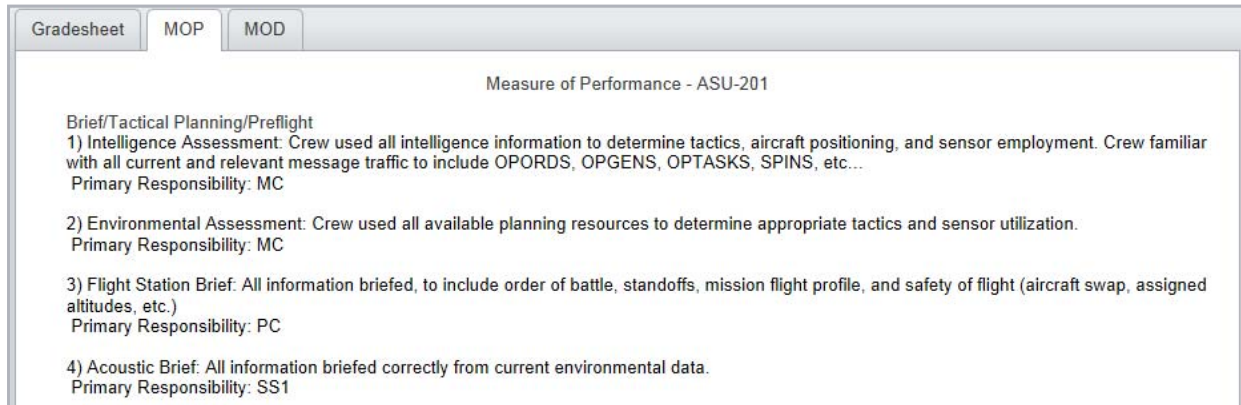 Gradesheet MOP MOD
Measure of Performance - ASU-201
Brief/Tactical Planning/Preflight
1) Intelligence Assessment: Crew used all intelligence information to determine tactics, aircraft positioning, and sensor employment. Crew familiar
with all current and relevant message traffic to include OPORDS, OPGENS, OPTASKS, SPINS, etc...
Primary Responsibility: MC
2) Environmental Assessment: Crew used all available planning resources to determine appropriate tactics and sensor utilization.
Primary Responsibility: MC
3) Flight Station Brief: All information briefed, to include order of battle, standoffs, mission flight profile, and safety of flight (aircraft swap, assigned
altitudes, etc.)
Primary Responsibility: PC
4) Acoustic Brief: All information briefed correctly from current environmental data.
Primary Responsibility: SS1